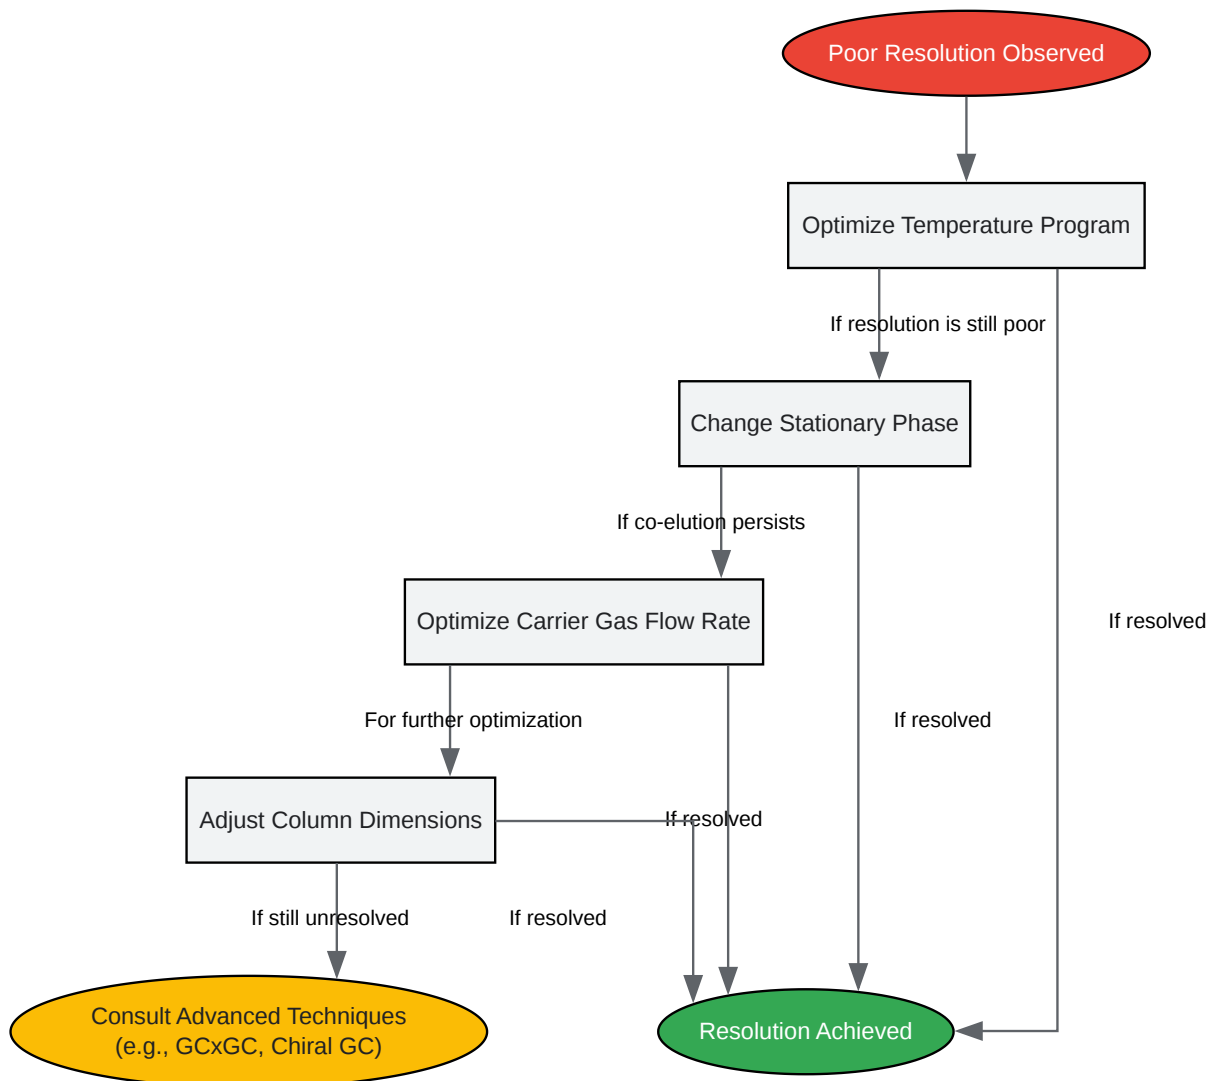 Poor Resolution Observed
Optimize Temperature Program
If resolution is still poor
Change Stationary Phase
If co-elution persists
Optimize Carrier Gas Flow Rate
If resolved
For further optimization
If resolved
Adjust Column Dimensions
If resolved
If still unresolved
If resolved
Consult Advanced Techniques
(e.g., GCxGC, Chiral GC)
Resolution Achieved